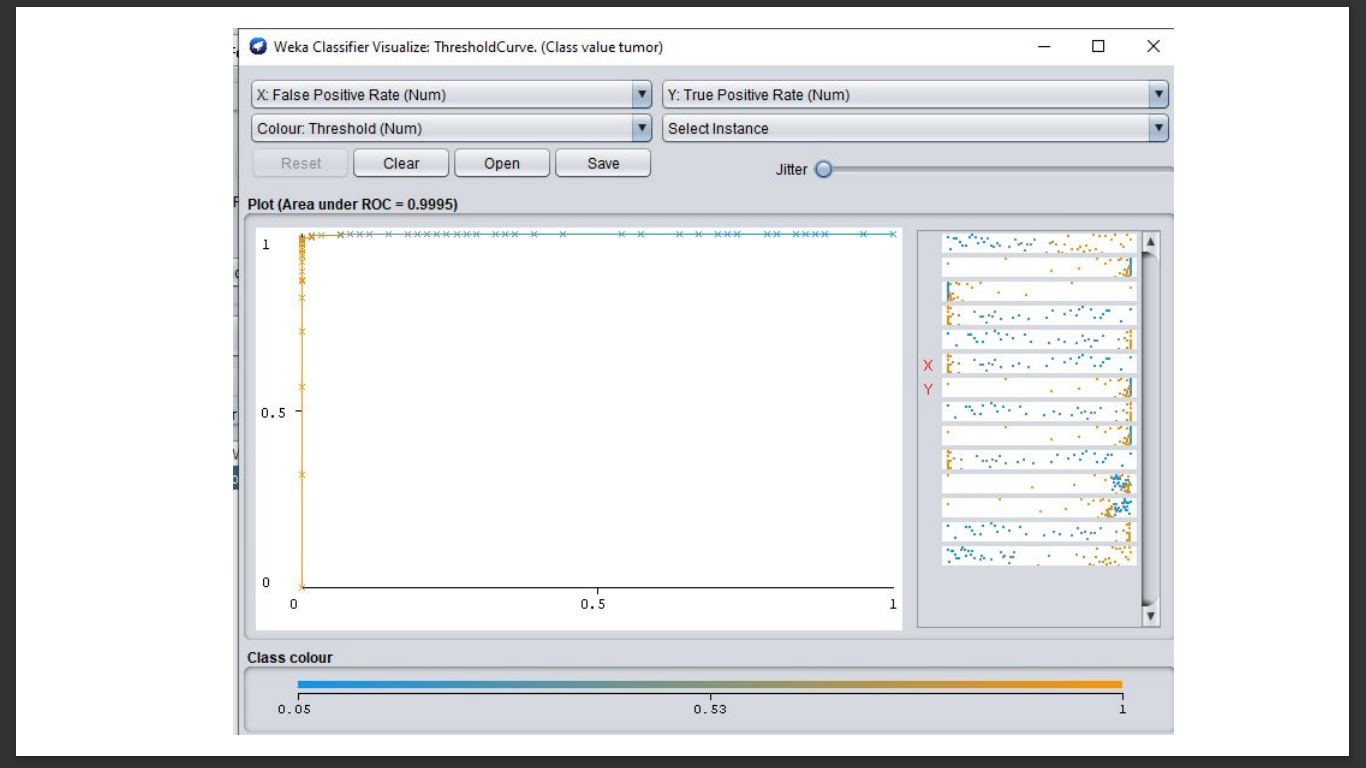 Weka Classifier Visualize: ThresholdCurve. (Class value tumor)
X: False Positive Rate (Num)
Y: True Positive Rate (Num)
Colour: Threshold (Num)
Select Instance
Reset
Clear
Open
Save
Jitter
Plot (Area under ROC = 0.9995)
1
0.5
0
0
0.5
1
X
Y
Class colour
0.05
0.53
1